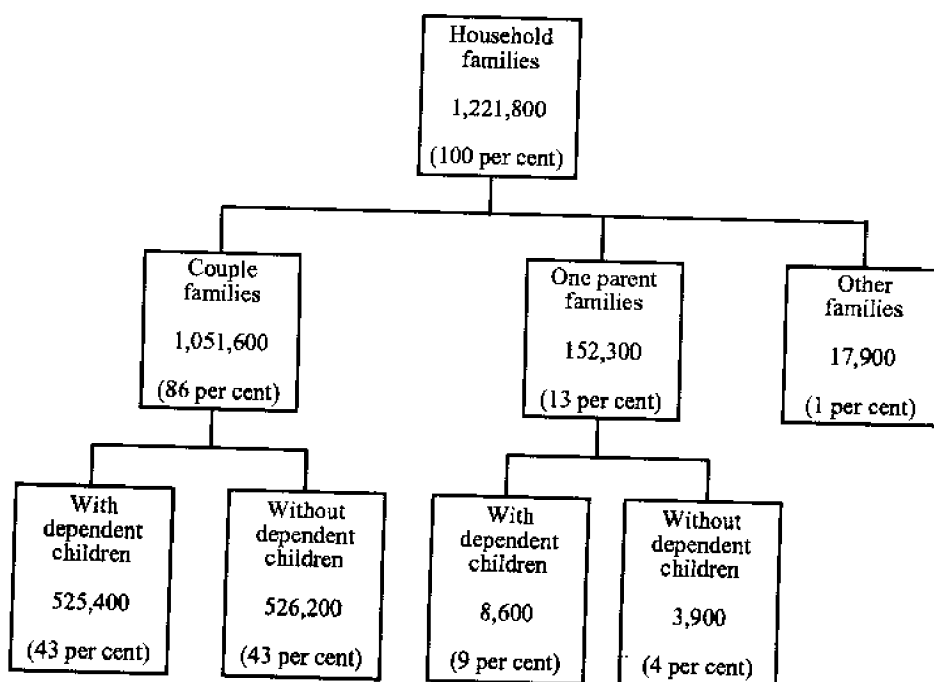 Household
families
1,221,800
(100 per cent)
Couple
families
1,051,600
(86 per cent)
One parent
families
152,300
(13 per cent)
Other
families
17,900
(1 per cent)
With
dependent
children
525,400
(43 per cent)
Without
dependent
children
526,200
(43 per cent)
With
dependent
children
8,600
(9 per cent)
Without
dependent
children
3,900
(4 per cent)